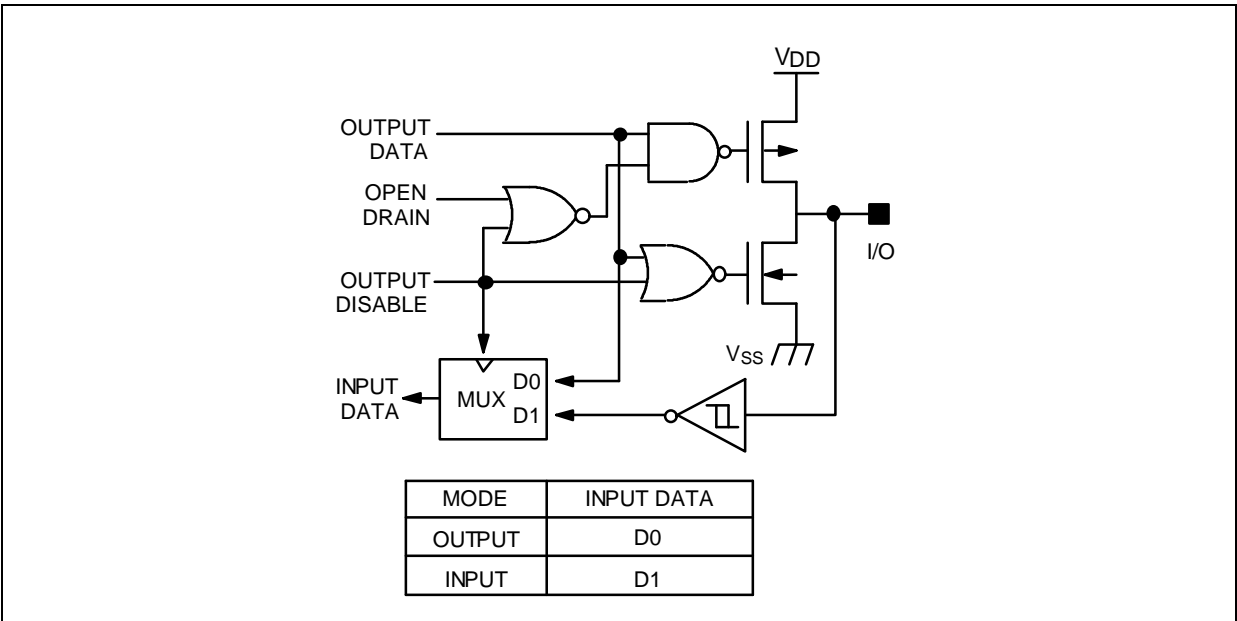 VDD
OUTPUT
DATA
OPEN
DRAIN
I/O
OUTPUT
DISABLE
VSS
INPUT
DATA
MUX
D0
D1
MODE INPUT DATA
OUTPUT D0
INPUT D1